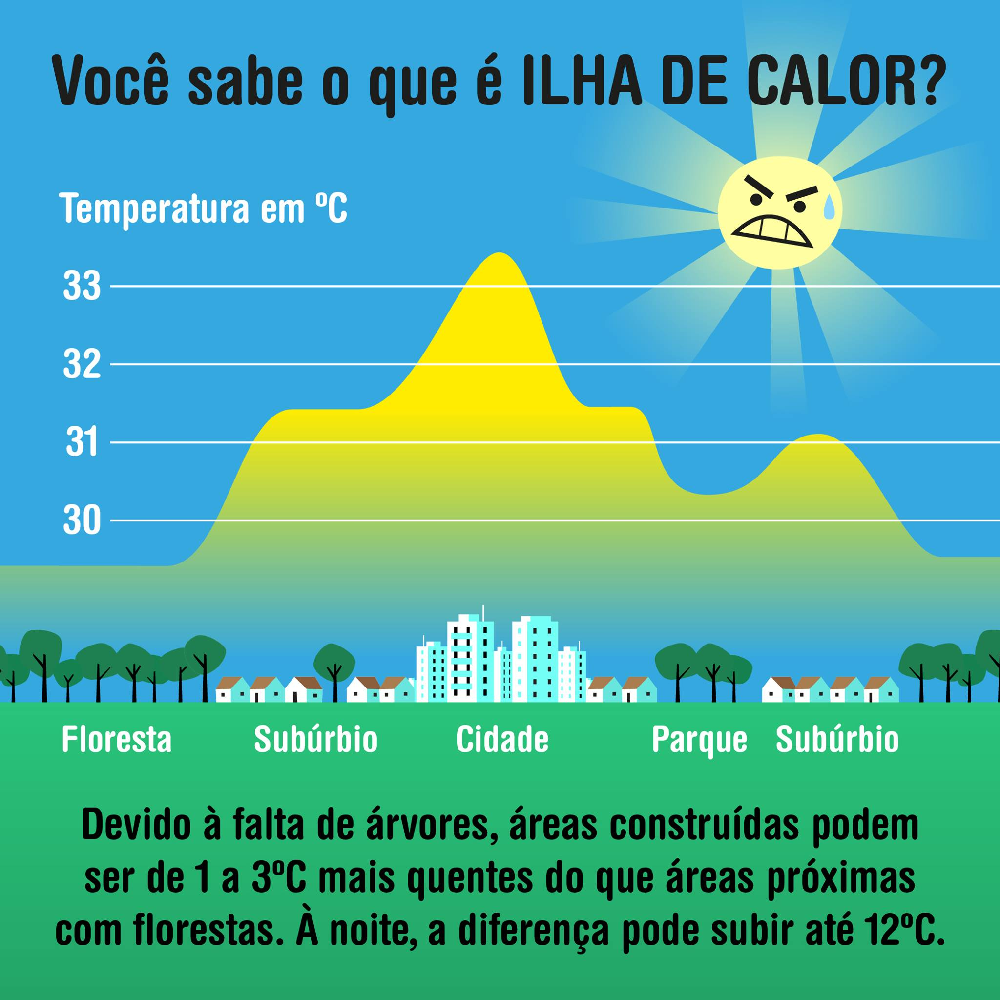 Você sabe o que é ILHA DE CALOR?
Temperatura em ºC
33
32
31
30
Floresta Subúrbio Cidade Parque Subúrbio
Devido à falta de árvores, áreas construídas podem
ser de 1 a 3ºC mais quentes do que áreas próximas
com florestas. À noite, a diferença pode subir até 12ºC.